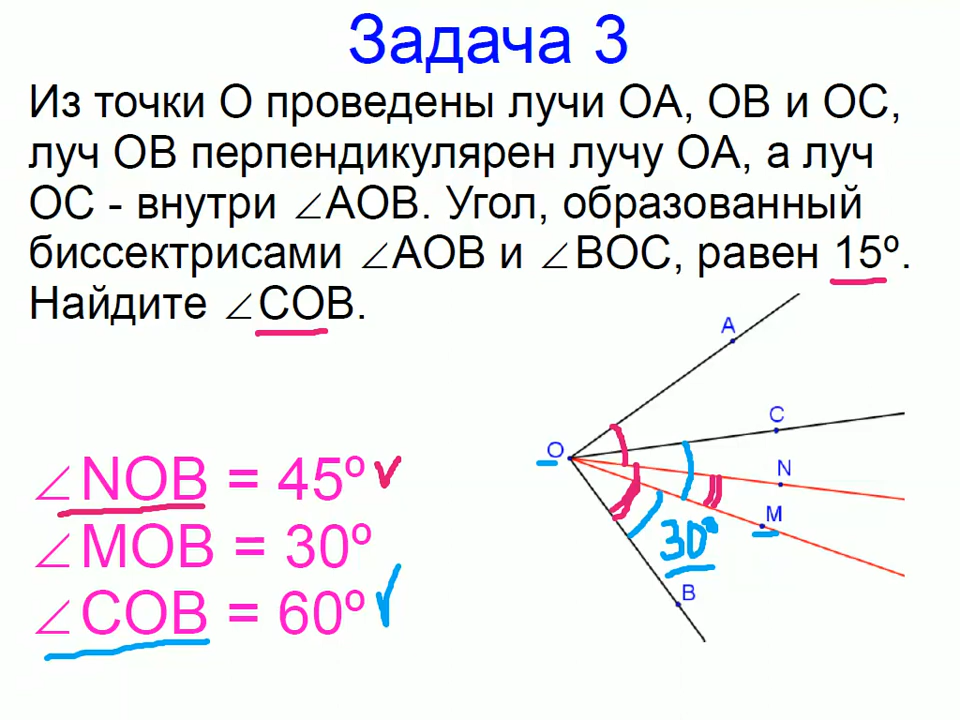 Задача 3
Из точки О проведены лучи ОА, ОВ и ОС,
луч ОВ перпендикулярен лучу ОА, а луч
ОС - внутри ∠АОВ. Угол, образованный
биссектрисами ∠АОВ и ∠ВОС, равен 15º.
Найдите ∠СОВ.
A
C
O
N
∠NOB = 45º
M
∠MOB = 30º
30°
B
∠COB = 60º